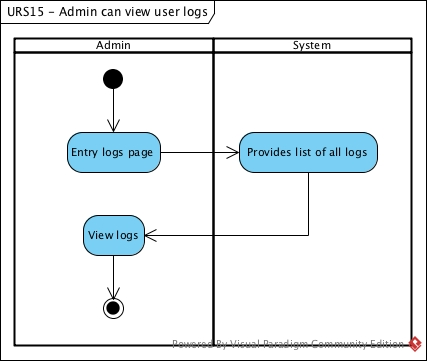 URS15 – Admin can view user logs
Admin
System
Entry logs page
Provides list of all logs
View logs
Powered By Visual Paradigm Community Edition